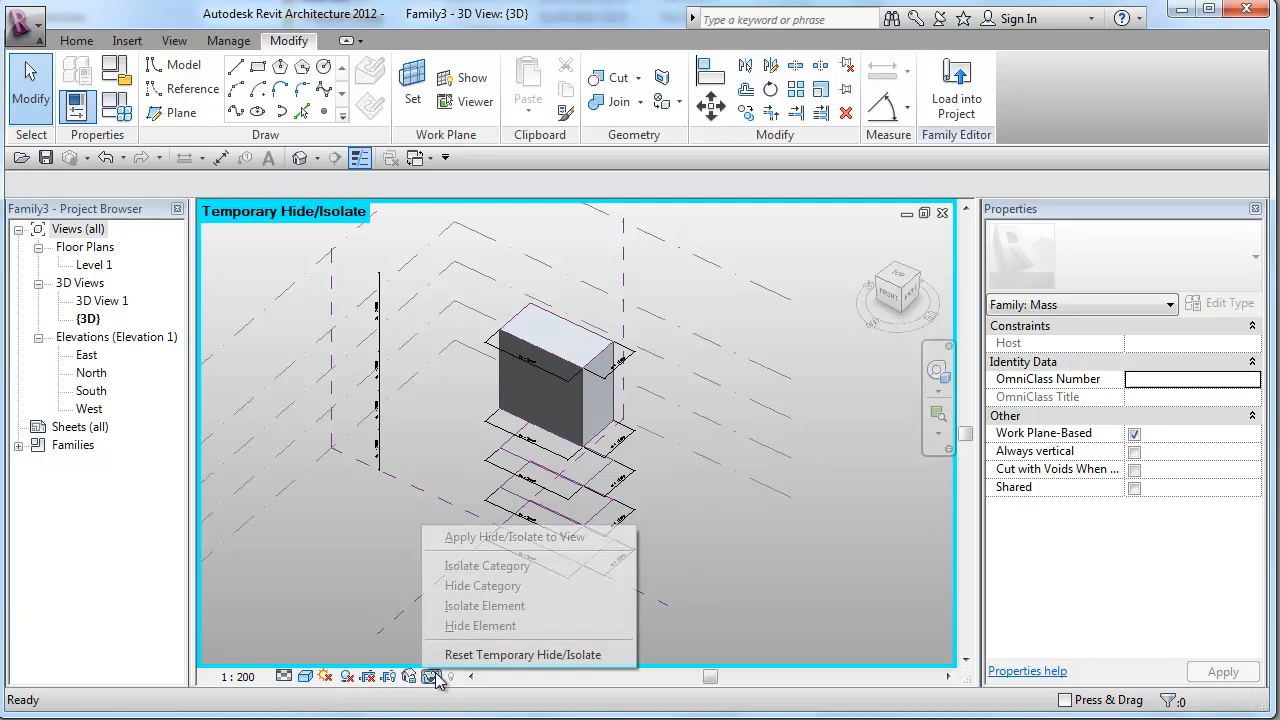 Autodesk Revit Architecture 2012 - Family3 - 3D View: {3D}
Type a keyword or phrase
Sign In
Home Insert View Manage Modify
Modify
Select
Properties
Model
Reference
Plane
Draw
Set
Show
Viewer
Work Plane
Paste
Clipboard
Cut
Join
Geometry
Modify
Measure
Load into
Project
Family Editor
Family3 - Project Browser
Views (all)
Floor Plans
Level 1
3D Views
3D View 1
{3D}
Elevations (Elevation 1)
East
North
South
West
Sheets (all)
Families
Temporary Hide/Isolate
TOP
FRONT
Apply Hide/Isolate to View
Isolate Category
Hide Category
Isolate Element
Hide Element
Reset Temporary Hide/Isolate
1 : 200
Properties
Family: Mass
Edit Type
Constraints
Host
Identity Data
OmniClass Number
OmniClass Title
Other
Work Plane-Based
Always vertical
Cut with Voids When ...
Shared
Properties help
Apply
Ready
Press & Drag
:0